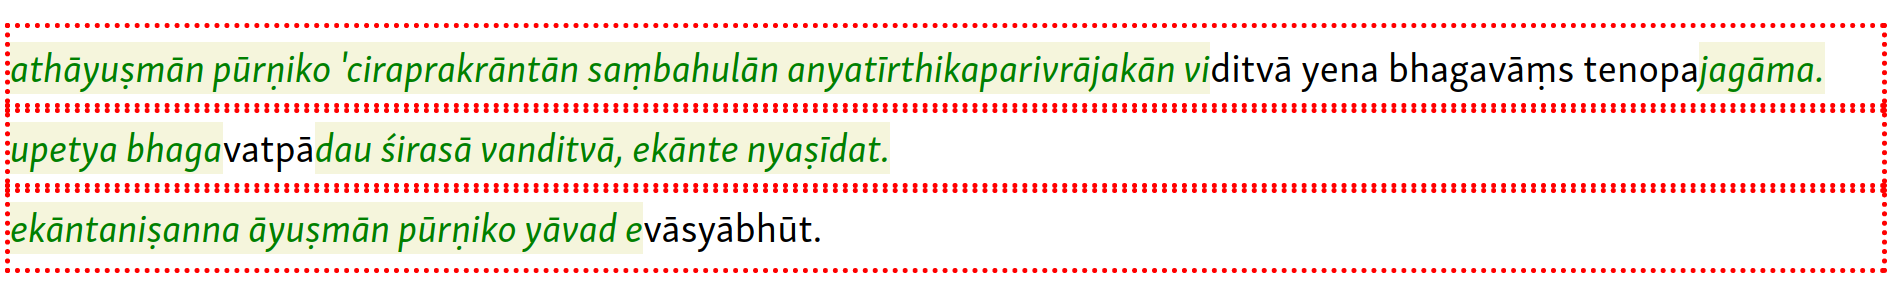 athāyuṣmān pūrṇiko 'ciraprakrāntān saṃbahulān anyatīrthikaparivrājakān viditvā yena bhagavāṃs tenopajagāma.
upetya bhagavatpādau śirasā vanditvā, ekānte nyaṣīdat.
ekāntaniṣanna āyuṣmān pūrṇiko yāvad evāsyābhūt.